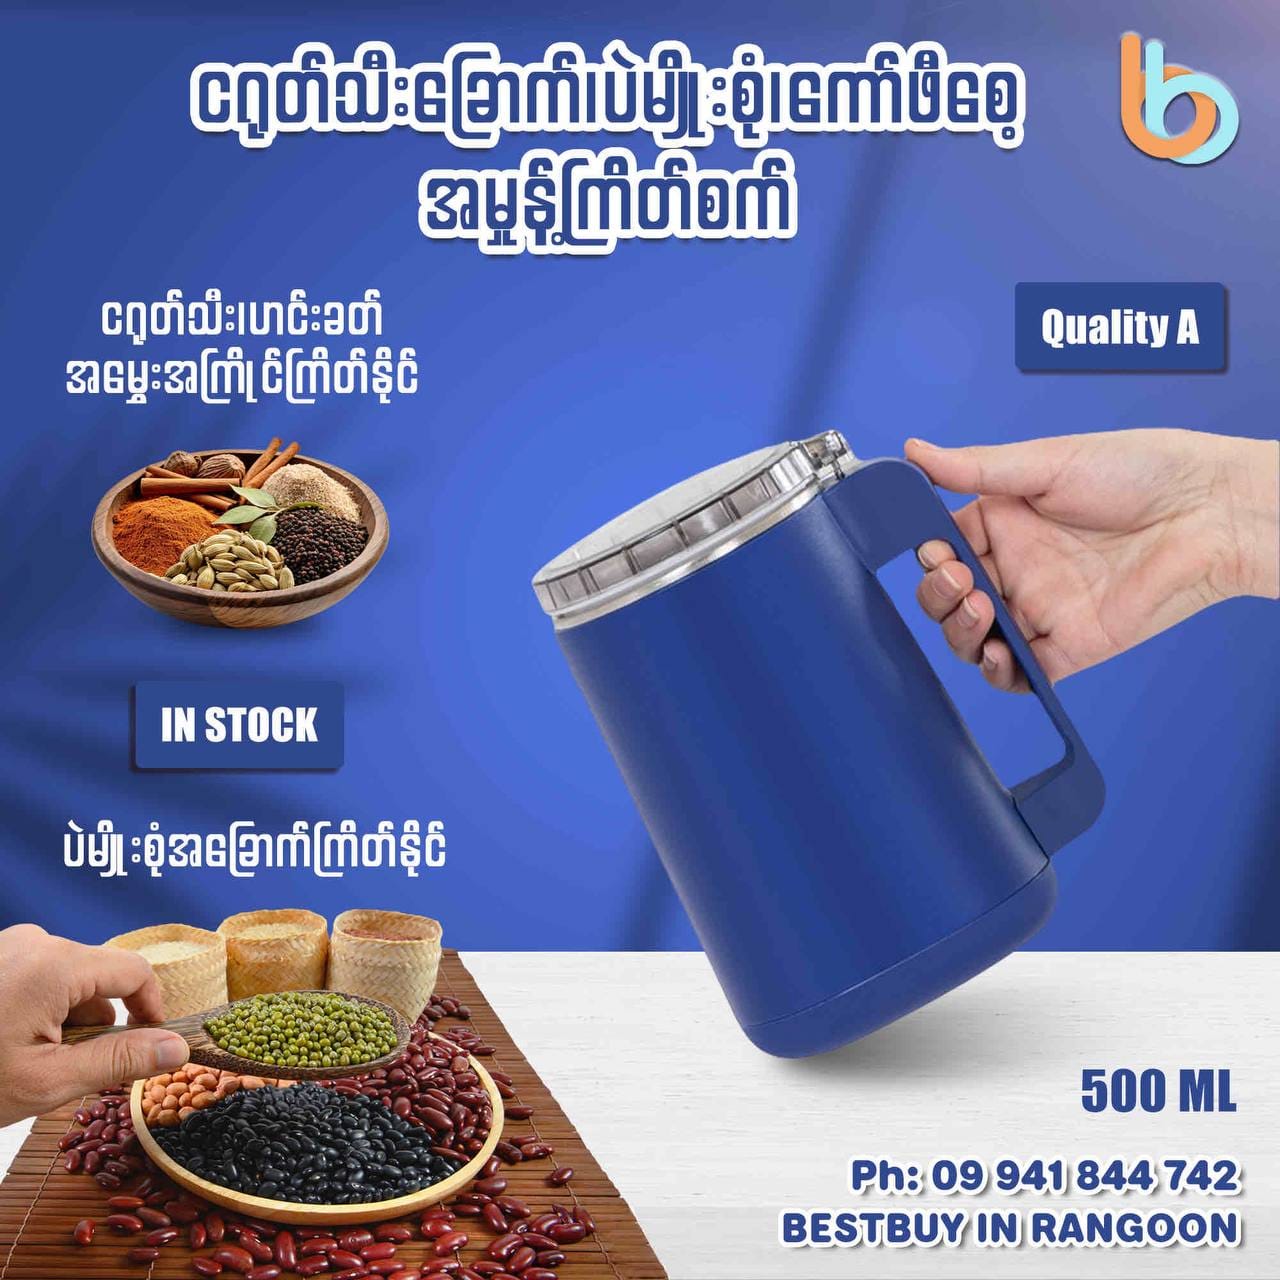 ငရုတ်သီးခြောက်၊ပဲမျိုးစုံ၊ကော်ဖီစေ့
အမှုန့်ကြိတ်စက်
ငရုတ်သီး၊ဟင်းခတ်
အမွှေးအကြိုင်ကြိတ်နိုင်
Quality A
IN STOCK
ပဲမျိုးစုံအခြောက်ကြိတ်နိုင်
500 ML
Ph: 09 941 844 742
BESTBUY IN RANGOON